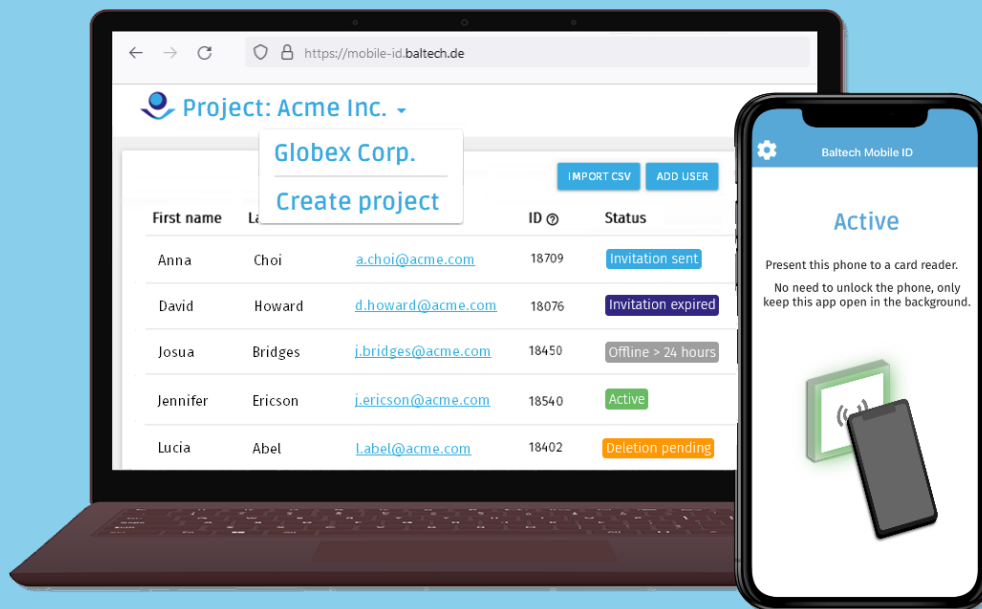 https://mobile-id.baltech.de
Project: Acme Inc.
Globex Corp.
Create project
IMPORT CSV ADD USER
First name ID Status
Anna Choi a.choi@acme.com 18709 Invitation sent
David Howard d.howard@acme.com 18076 Invitation expired
Josua Bridges j.bridges@acme.com 18450 Offline > 24 hours
Jennifer Ericson j.ericson@acme.com 18540 Active
Lucia Abel l.abel@acme.com 18402 Deletion pending
Baltech Mobile ID
Active
Present this phone to a card reader.
No need to unlock the phone, only
keep this app open in the background.